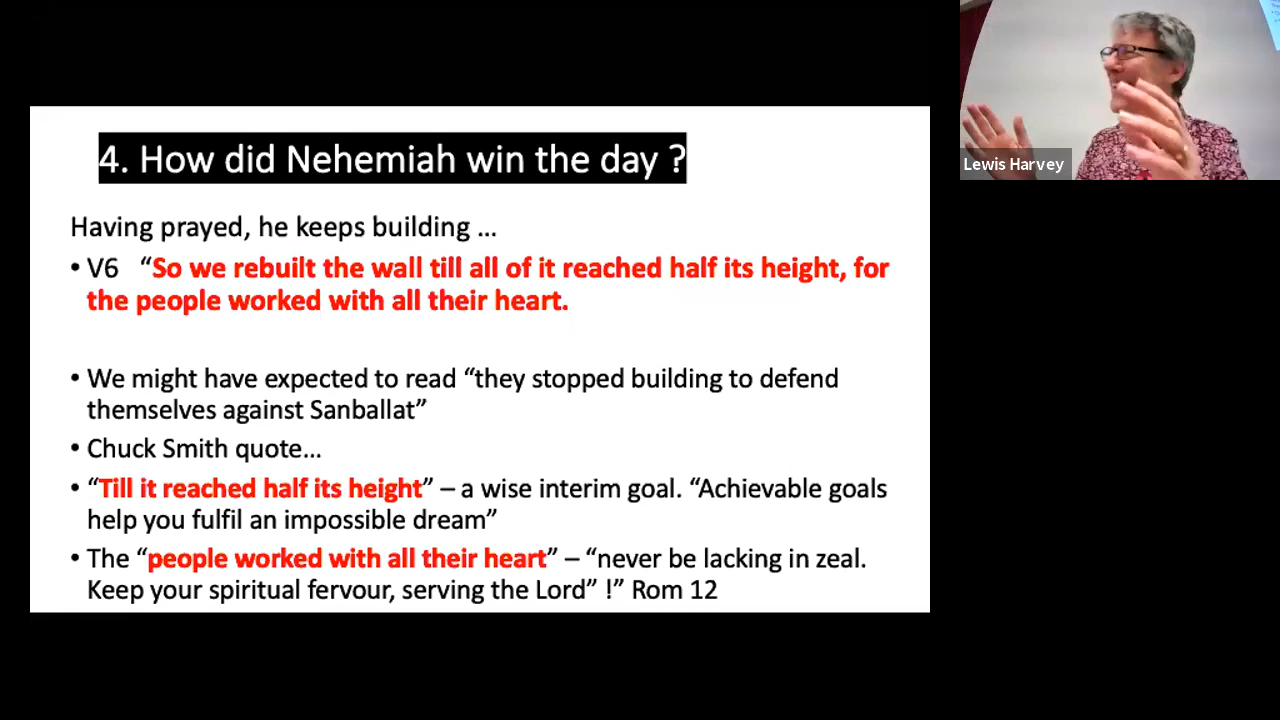 4. How did Nehemiah win the day ?
Having prayed, he keeps building ...
• V6 “So we rebuilt the wall till all of it reached half its height, for
the people worked with all their heart.
• We might have expected to read “they stopped building to defend
themselves against Sanballat”
• Chuck Smith quote...
• “Till it reached half its height” – a wise interim goal. “Achievable goals
help you fulfil an impossible dream”
• The “people worked with all their heart” – “never be lacking in zeal.
Keep your spiritual fervour, serving the Lord” !” Rom 12
Lewis Harvey